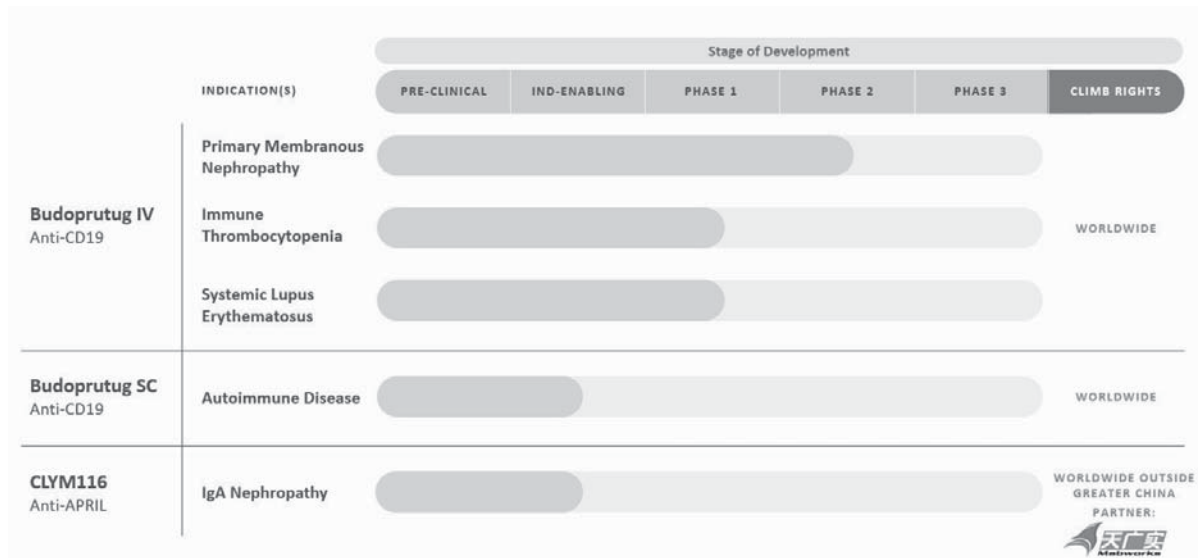 Stage of Development
INDICATION(S)
PRE-CLINICAL
IND-ENABLING
PHASE 1
PHASE 2
PHASE 3
CLIMB RIGHTS
Budoprutug IV
Anti-CD19
Primary Membranous
Nephropathy
Immune
Thrombocytopenia
Systemic Lupus
Erythematosus
WORLDWIDE
Budoprutug SC
Anti-CD19
Autoimmune Disease
WORLDWIDE
CLYM116
Anti-APRIL
IgA Nephropathy
WORLDWIDE OUTSIDE
GREATER CHINA
PARTNER:
天广实
Mabworks